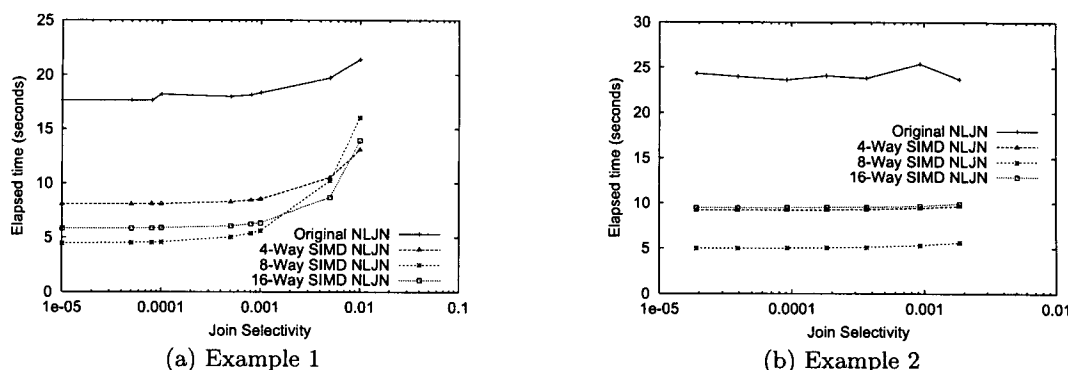 Elapsed time (seconds)
25
20
15
10
5
0
1e-05
0.0001
0.001
0.01
0.1
Join Selectivity
Original NLJN
4-Way SIMD NLJN
8-Way SIMD NLJN
16-Way SIMD NLJN
(a) Example 1
Elapsed time (seconds)
30
25
20
15
10
5
0
1e-05
0.0001
0.001
0.01
Join Selectivity
Original NLJN
4-Way SIMD NLJN
8-Way SIMD NLJN
16-Way SIMD NLJN
(b) Example 2